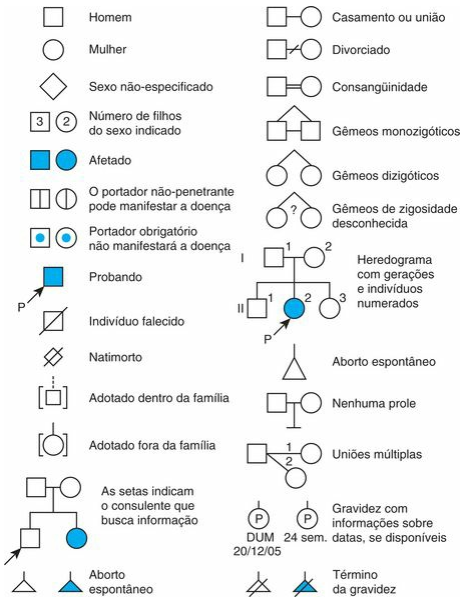 Homem
Mulher
Sexo não-especificado
3 2 Número de filhos
do sexo indicado
Afetado
O portador não-penetrante
pode manifestar a doença
Portador obrigatório
não manifestará a doença
Probando
P
Indivíduo falecido
Natimorto
Adotado dentro da família
Adotado fora da família
As setas indicam
o consulente que
busca informação
Aborto
espontâneo
Casamento ou união
Divorciado
Consangüinidade
Gêmeos monozigóticos
Gêmeos dizigóticos
? Gêmeos de zigosidade
desconhecida
I 1 2
Heredograma
com gerações
e indivíduos
numerados
II 1 2 3
P
Aborto espontâneo
Nenhuma prole
1
Uniões múltiplas
2
P P Gravidez com
informações sobre
datas, se disponíveis
DUM 24 sem.
20/12/05
Término
da gravidez